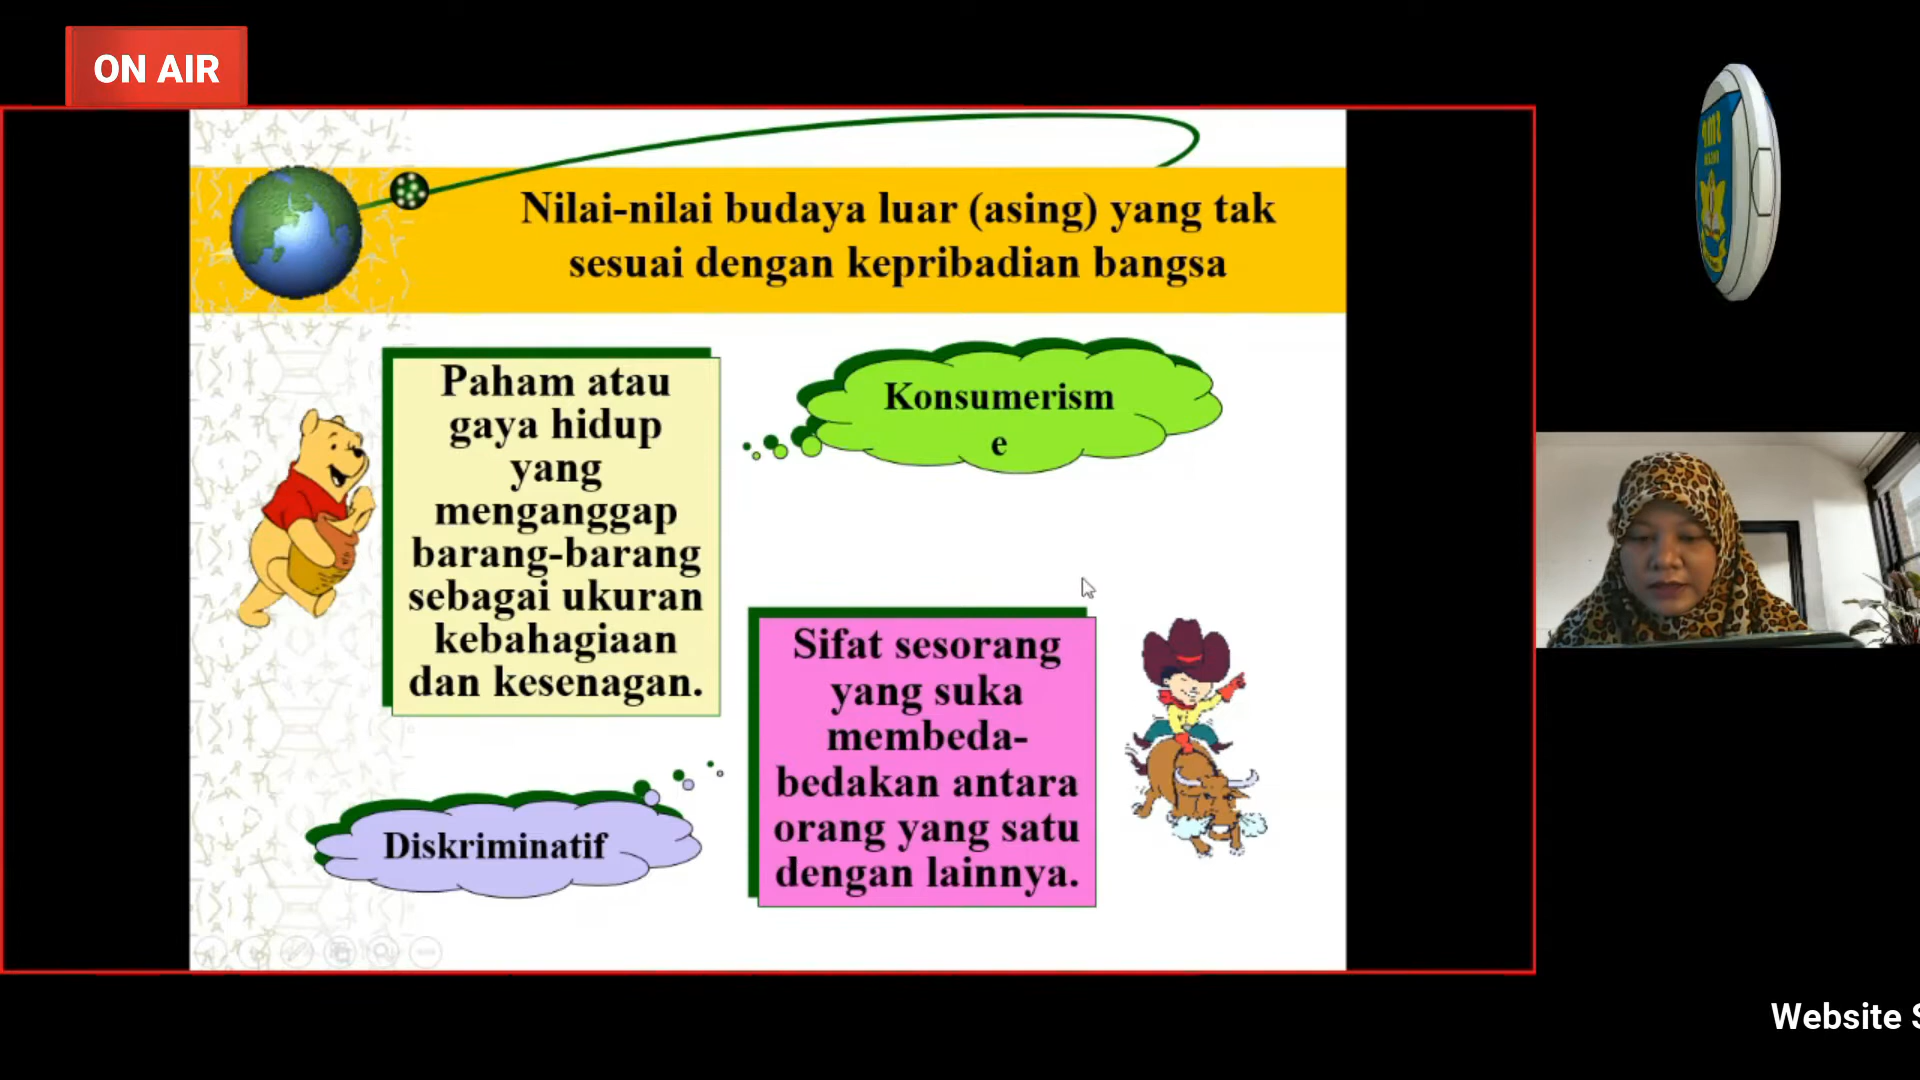 ON AIR
Nilai-nilai budaya luar (asing) yang tak
sesuai dengan kepribadian bangsa
Paham atau
gaya hidup
yang
menganggap
barang-barang
sebagai ukuran
kebahagiaan
dan kesenagan.
Konsumerism
e
Sifat sesorang
yang suka
membeda-
bedakan antara
orang yang satu
dengan lainnya.
Diskriminatif
SMP
Website S